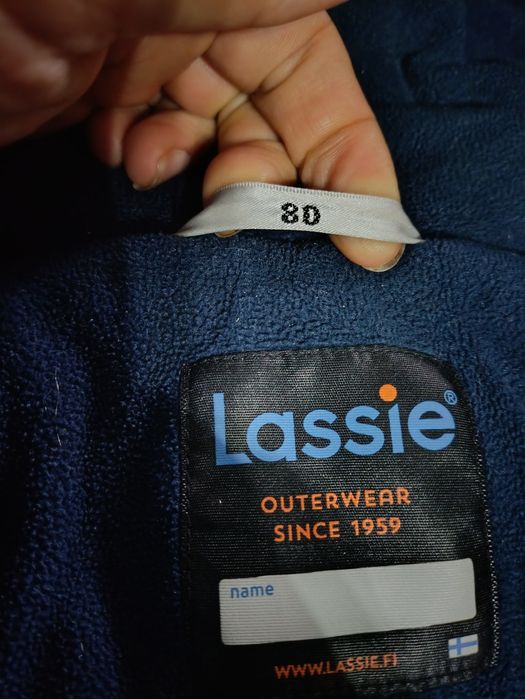 80
Lassie®
OUTERWEAR
SINCE 1959
name
WWW.LASSIE.FI